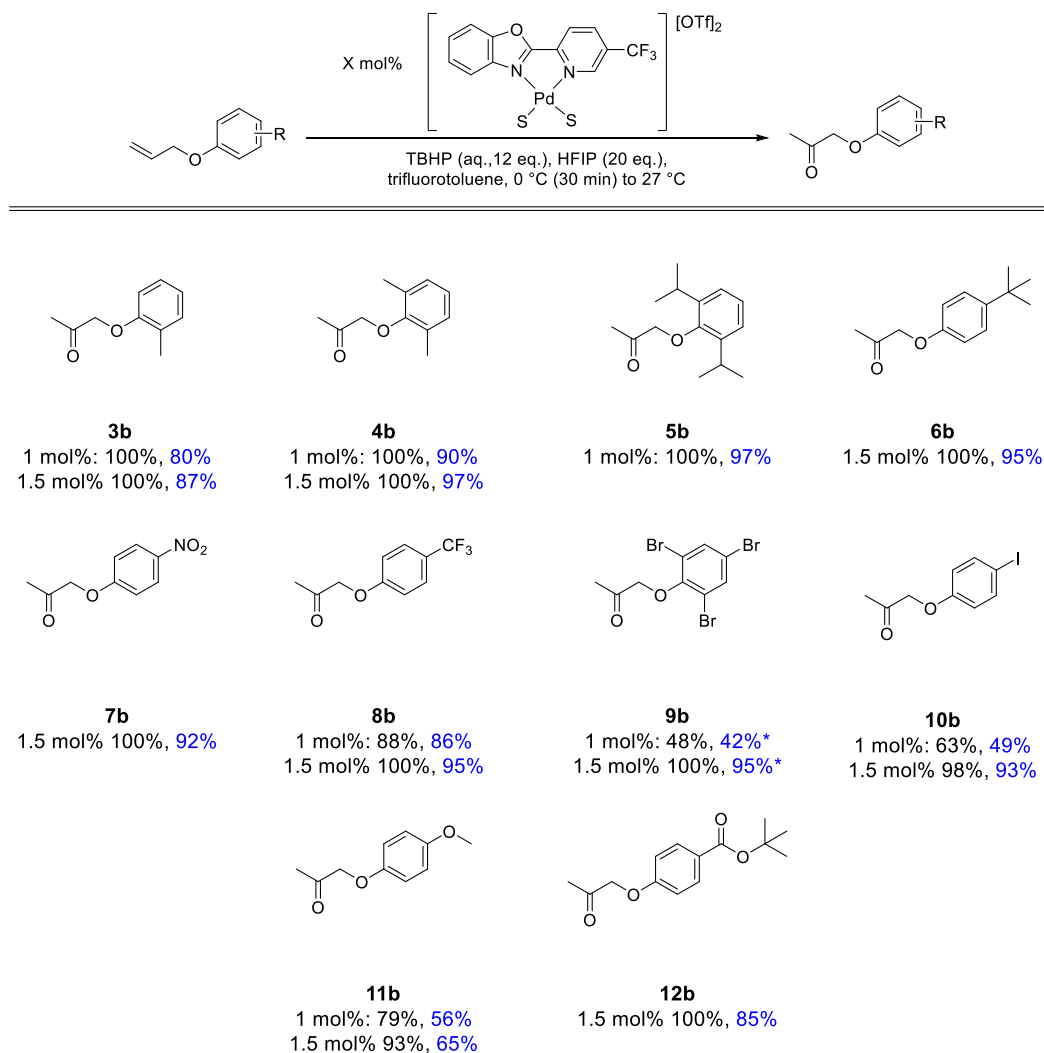 [OTf]2
X mol%
O
N
N
CF3
Pd
S
S
O
R
TBHP (aq.,12 eq.), HFIP (20 eq.),
trifluorotoluene, 0 °C (30 min) to 27 °C
O
O
R
O
O
3b
1 mol%: 100%, 80%
1.5 mol% 100%, 87%
O
O
4b
1 mol%: 100%, 90%
1.5 mol% 100%, 97%
O
O
5b
1 mol%: 100%, 97%
O
O
6b
1.5 mol% 100%, 95%
NO2
O
O
7b
1.5 mol% 100%, 92%
CF3
O
O
8b
1 mol%: 88%, 86%
1.5 mol% 100%, 95%
Br
Br
O
O
Br
9b
1 mol%: 48%, 42%*
1.5 mol% 100%, 95%*
I
O
O
10b
1 mol%: 63%, 49%
1.5 mol% 98%, 93%
O
O
O
11b
1 mol%: 79%, 56%
1.5 mol% 93%, 65%
O
O
O
O
12b
1.5 mol% 100%, 85%